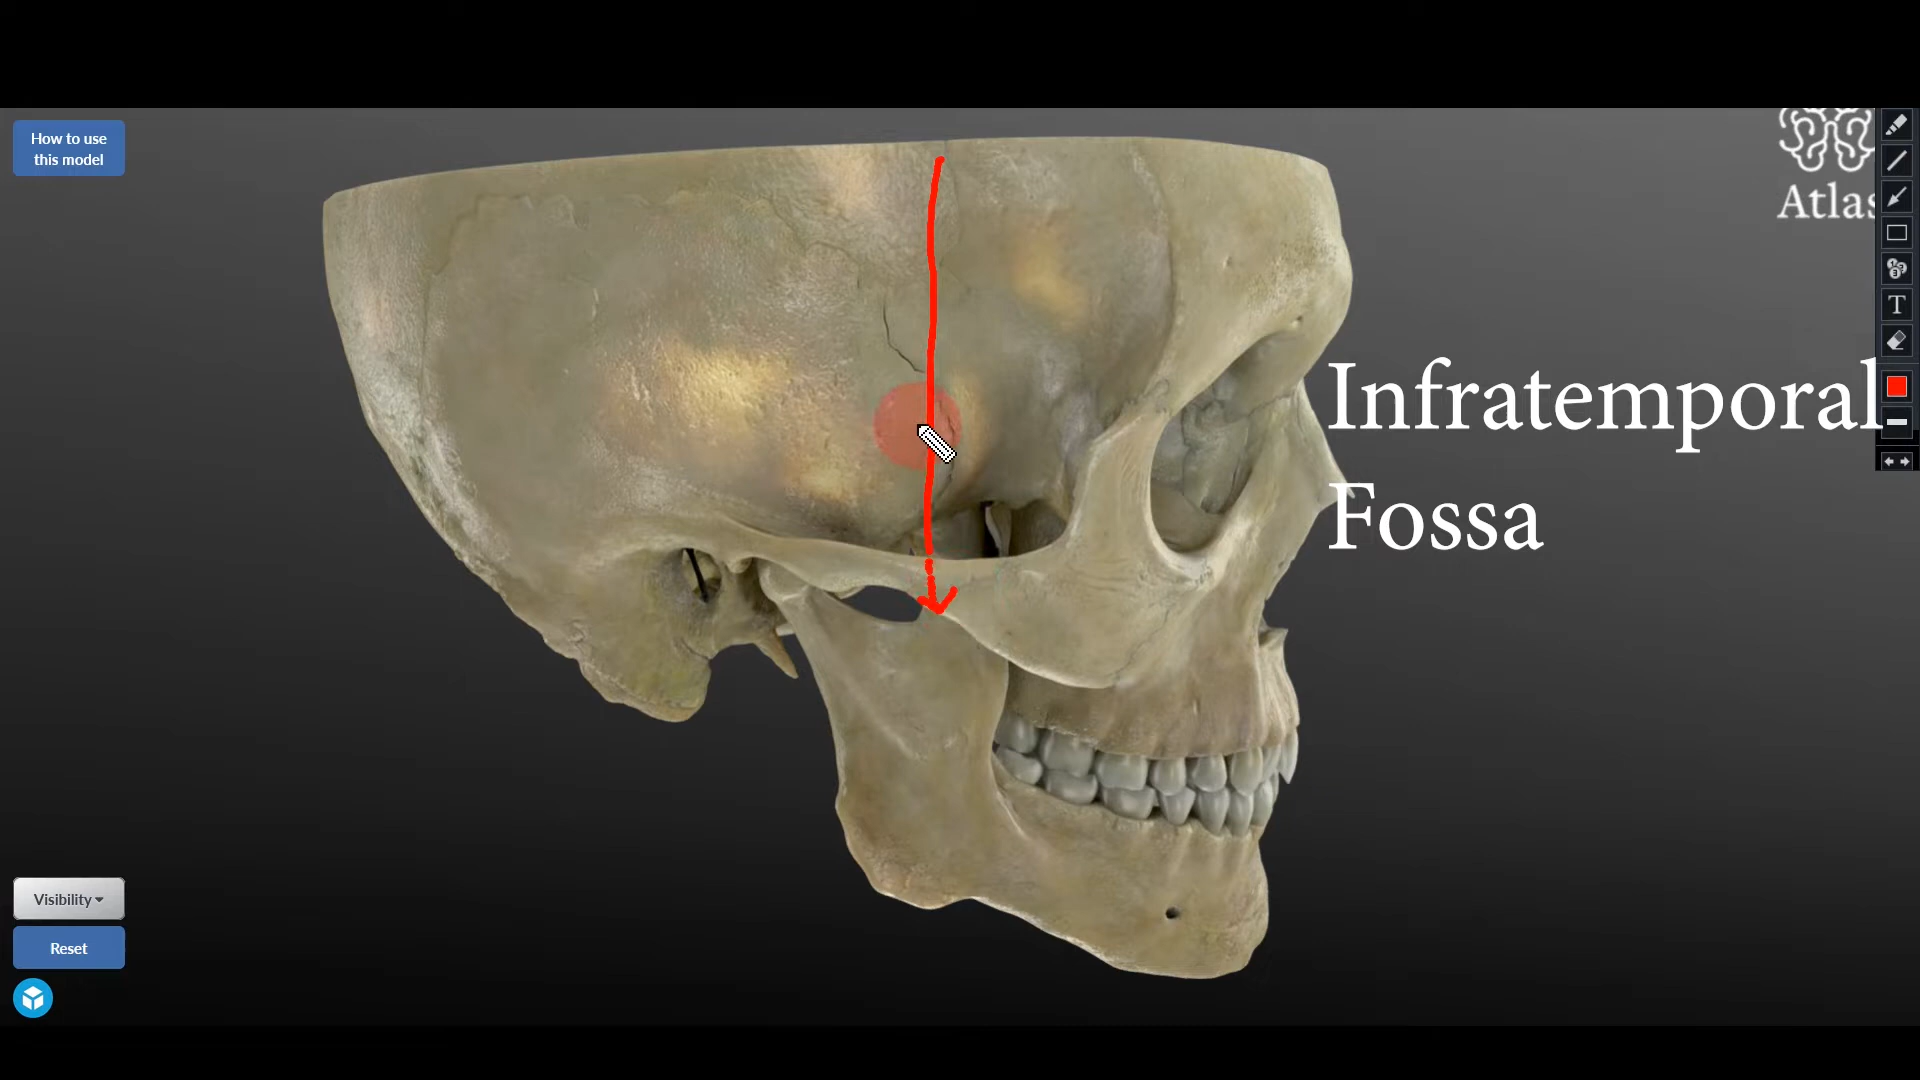 How to use
this model
Atlas
T
Infratemporal
Fossa
Visibility
Reset